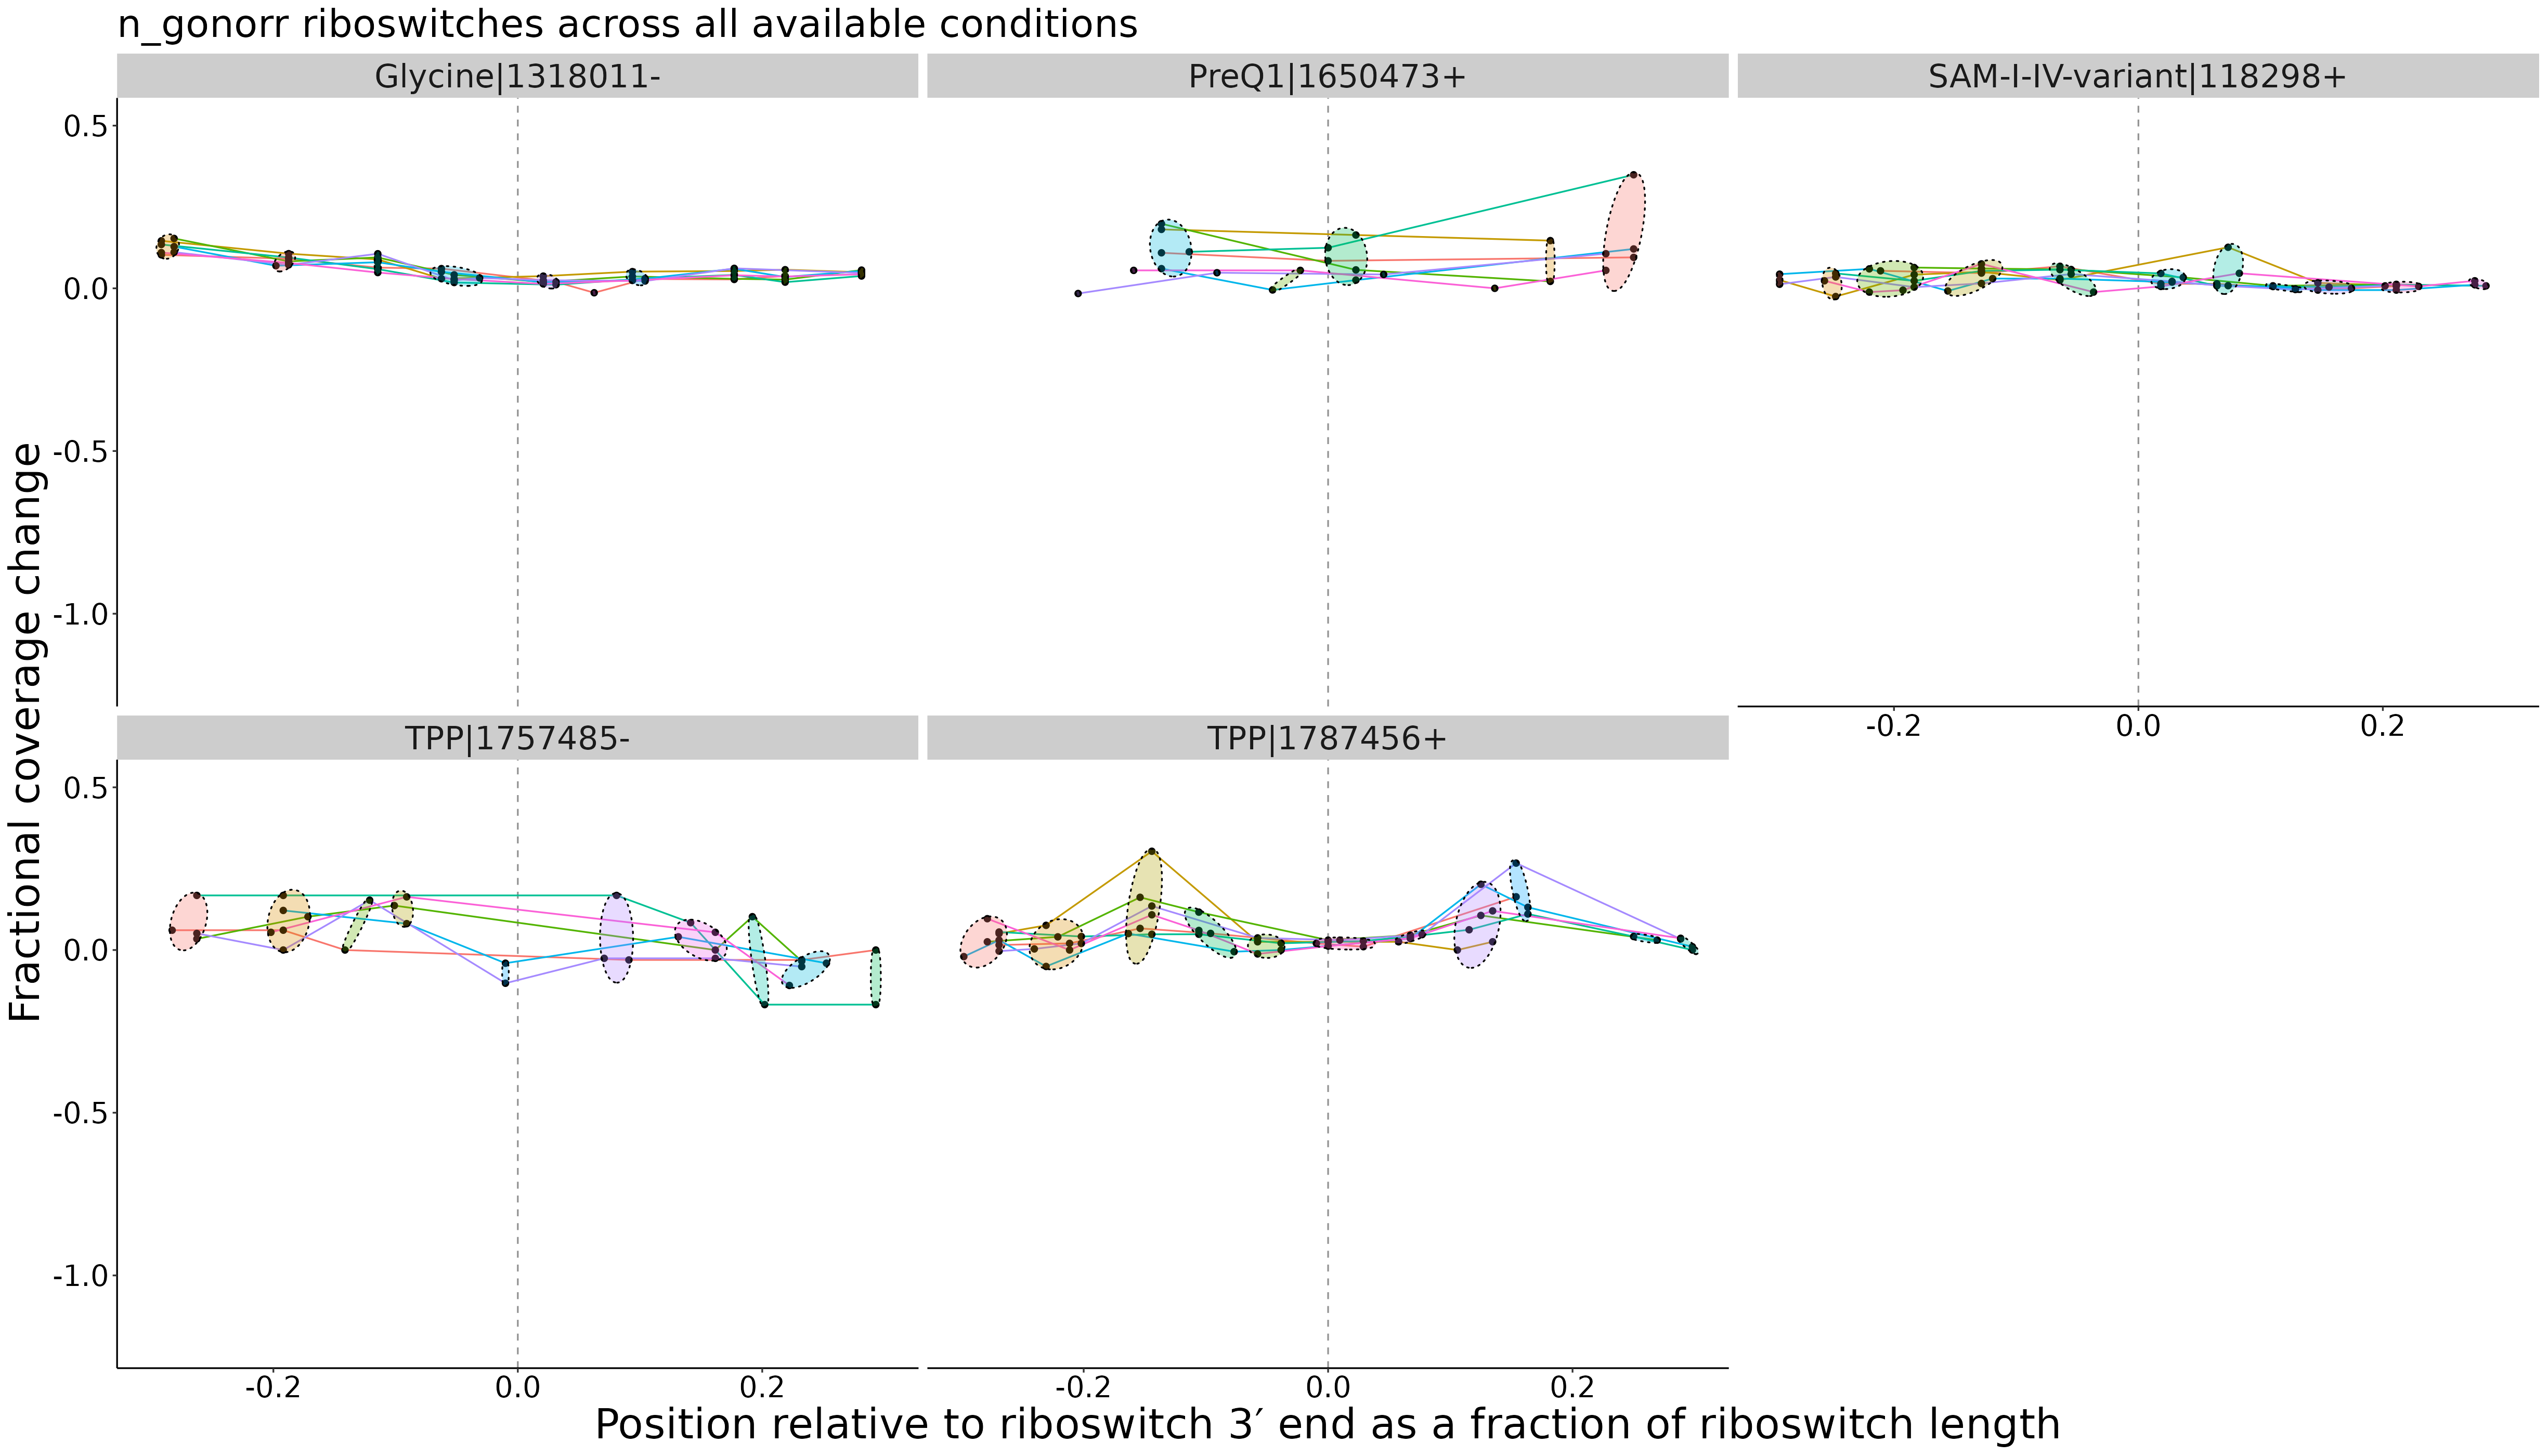 n_gonorr riboswitches across all available conditions
Glycine|1318011-
PreQ1|1650473+
SAM-I-IV-variant|118298+
0.5
0.0
-0.5
-1.0
-0.2 0.0 0.2
TPP|1757485-
TPP|1787456+
0.5
0.0
-0.5
-1.0
-0.2 0.0 0.2
-0.2 0.0 0.2
Fractional coverage change
Position relative to riboswitch 3′ end as a fraction of riboswitch length